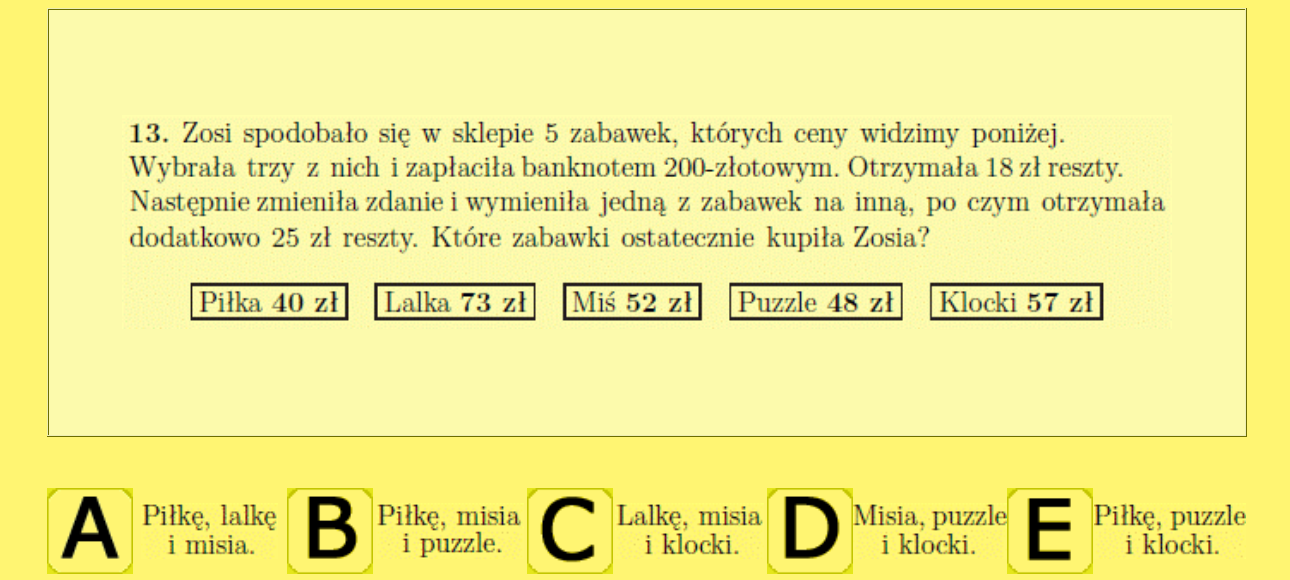 13. Zosi spodobało się w sklepie 5 zabawek, których ceny widzimy poniżej.
Wybrała trzy z nich i zapłaciła banknotem 200-złotowym. Otrzymała 18 zł reszty.
Następnie zmieniła zdanie i wymieniła jedną z zabawek na inną, po czym otrzymała
dodatkowo 25 zł reszty. Które zabawki ostatecznie kupiła Zosia?
Piłka 40 zł Lalka 73 zł Miś 52 zł Puzzle 48 zł Klocki 57 zł
A Piłkę, lalkę
i misia.
B Piłkę, misia
i puzzle.
C Lalkę, misia
i klocki.
D Misia, puzzle
i klocki.
E Piłkę, puzzle
i klocki.